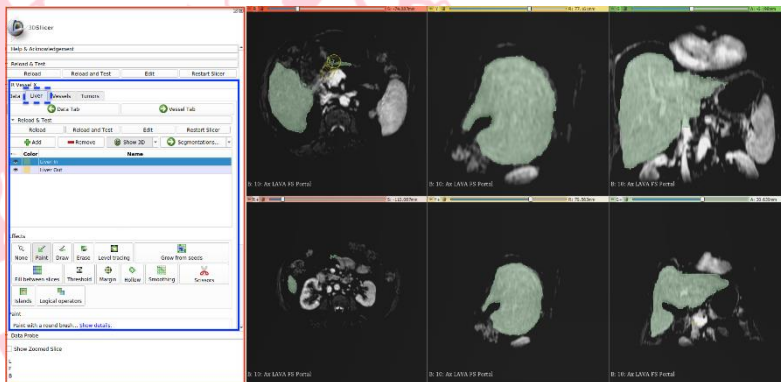 3DSlicer
Help & Acknowledgement
Reload & Test
Reload
Reload and Test
Edit
Restart Slicer
R Vessel X
Data
Liver
Vessels
Tumors
Data Tab
Vessel Tab
Reload & Test
Reload
Reload and Test
Edit
Restart Slicer
Add
Remove
Show 3D
Segmentations...
Color
Name
Liver In
Liver Out
Effects
None
Paint
Draw
Erase
Level tracing
Grow from seeds
Fill between slices
Threshold
Margin
Hollow
Smoothing
Scissors
Islands
Logical operators
Paint
Paint with a round brush... Show details.
Data Probe
Show Zoomed Slice
L
F
B
B: 10: Ax LAVA FS Portal
B: 10: Ax LAVA FS Portal
B: 10: Ax LAVA FS Portal
B: 10: Ax LAVA FS Portal
B: 10: Ax LAVA FS Portal
B: 10: Ax LAVA FS Portal